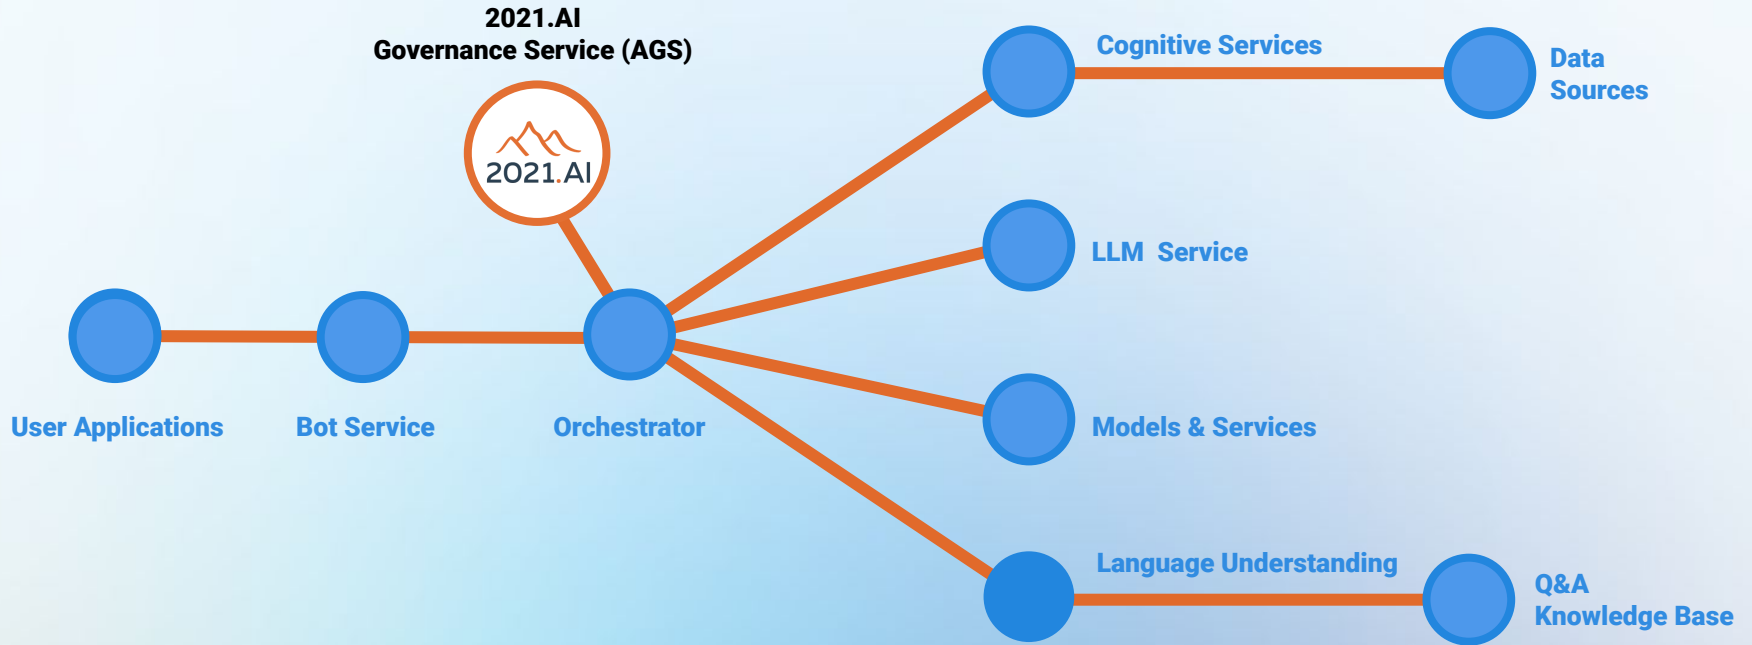 2021.AI
Governance Service (AGS)
2021.AI
Cognitive Services
Data
Sources
LLM  Service
User Applications
Bot Service
Orchestrator
Models & Services
Language Understanding
Q&A
Knowledge Base